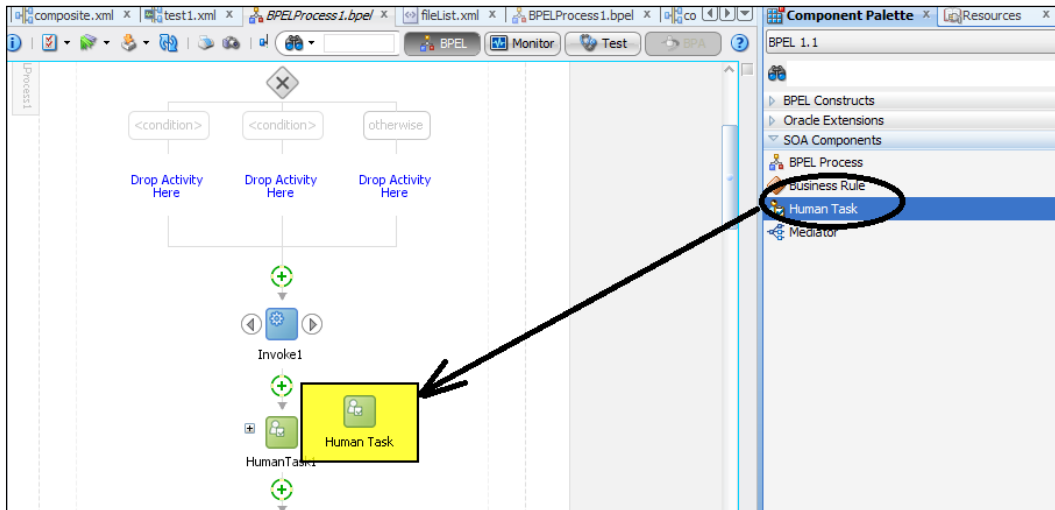 composite.xml
test1.xml
BPELProcess1.bpel
fileList.xml
BPELProcess1.bpel
co
Component Palette
Resources
BPEL
Monitor
Test
BPA
BPEL 1.1
LProcess1
<condition>
<condition>
otherwise
Drop Activity
Here
Drop Activity
Here
Drop Activity
Here
Invoke1
Human Task
HumanTask1
BPEL Constructs
Oracle Extensions
SOA Components
BPEL Process
Business Rule
Human Task
Mediator